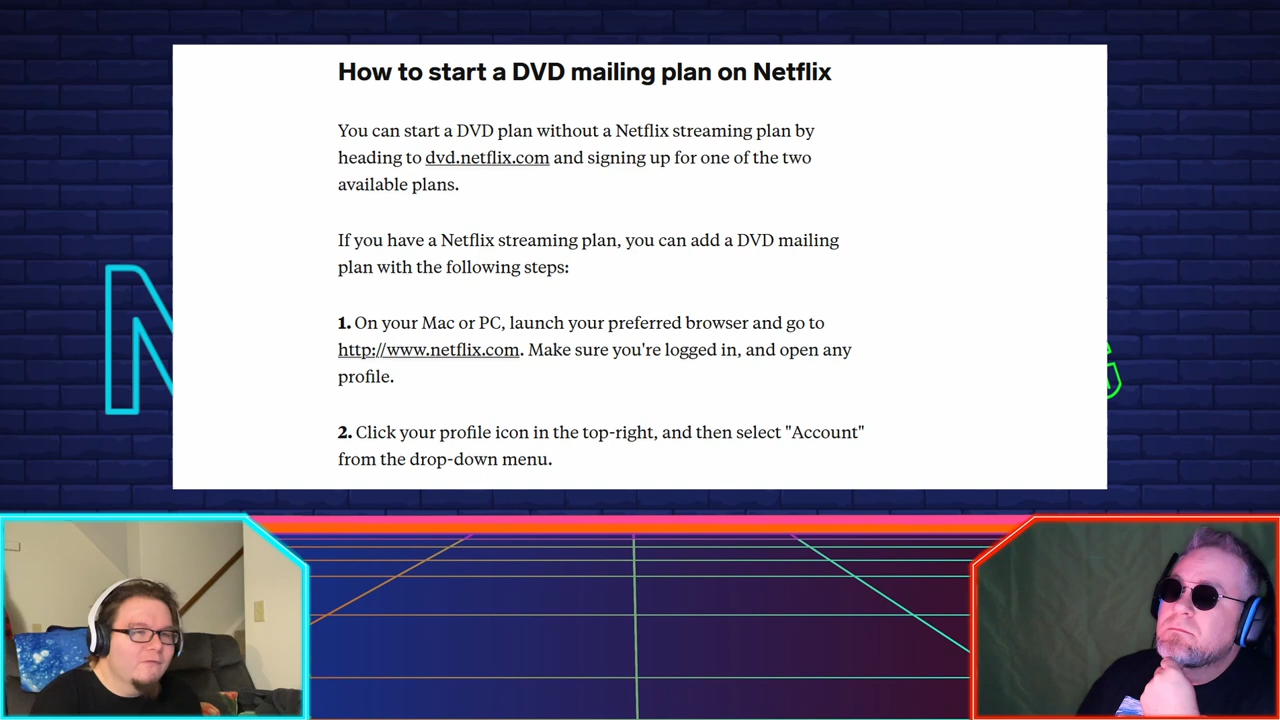 How to start a DVD mailing plan on Netflix
You can start a DVD plan without a Netflix streaming plan by
heading to dvd.netflix.com and signing up for one of the two
available plans.
If you have a Netflix streaming plan, you can add a DVD mailing
plan with the following steps:
1. On your Mac or PC, launch your preferred browser and go to
http://www.netflix.com. Make sure you're logged in, and open any
profile.
2. Click your profile icon in the top-right, and then select "Account"
from the drop-down menu.